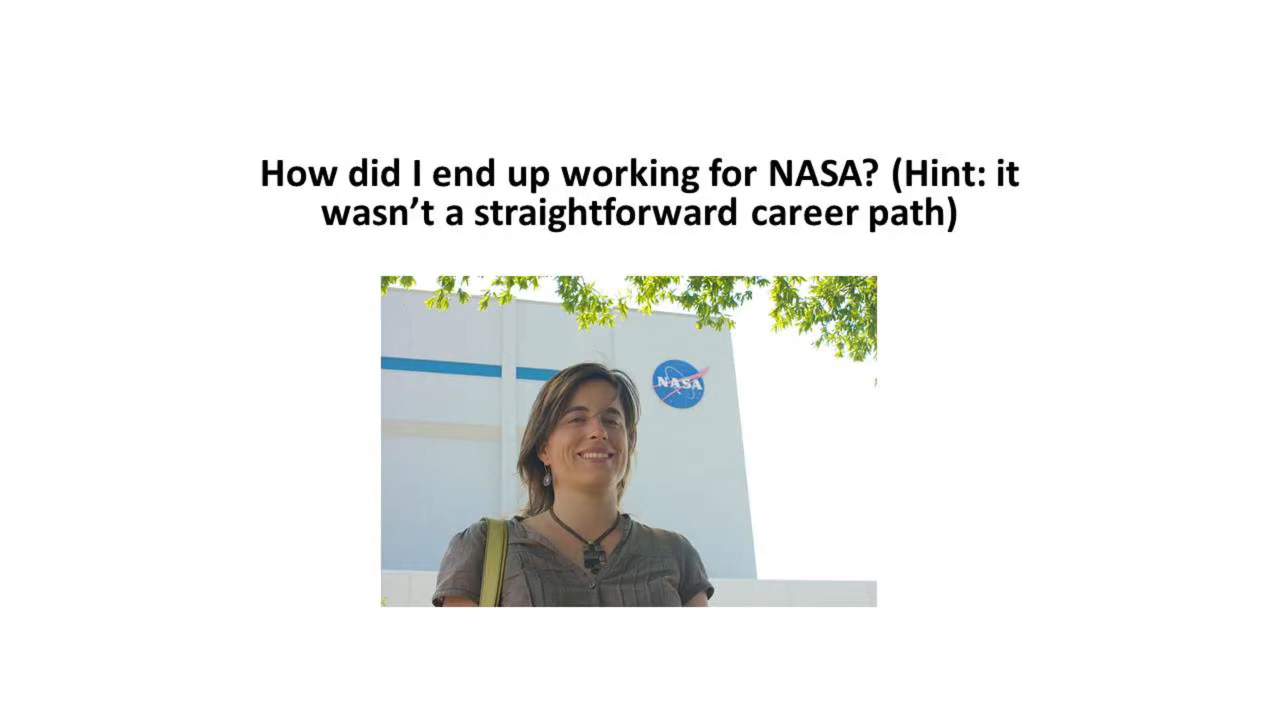 How did I end up working for NASA? (Hint: it
wasn’t a straightforward career path)
NASA